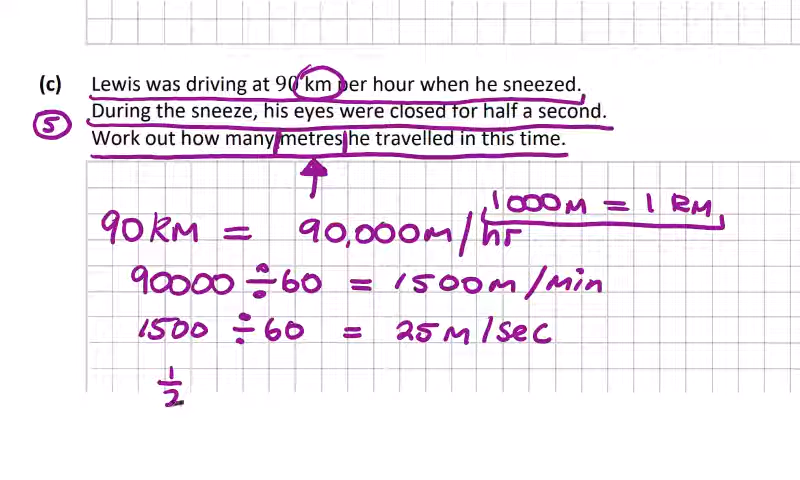 (c) Lewis was driving at 90 km per hour when he sneezed.
5 During the sneeze, his eyes were closed for half a second.
Work out how many metres he travelled in this time.
1000M = 1 KM
90KM = 90,000M/hr
90000 ÷ 60 = 1500M/Min
1500 ÷ 60 = 25M/Sec
1/2